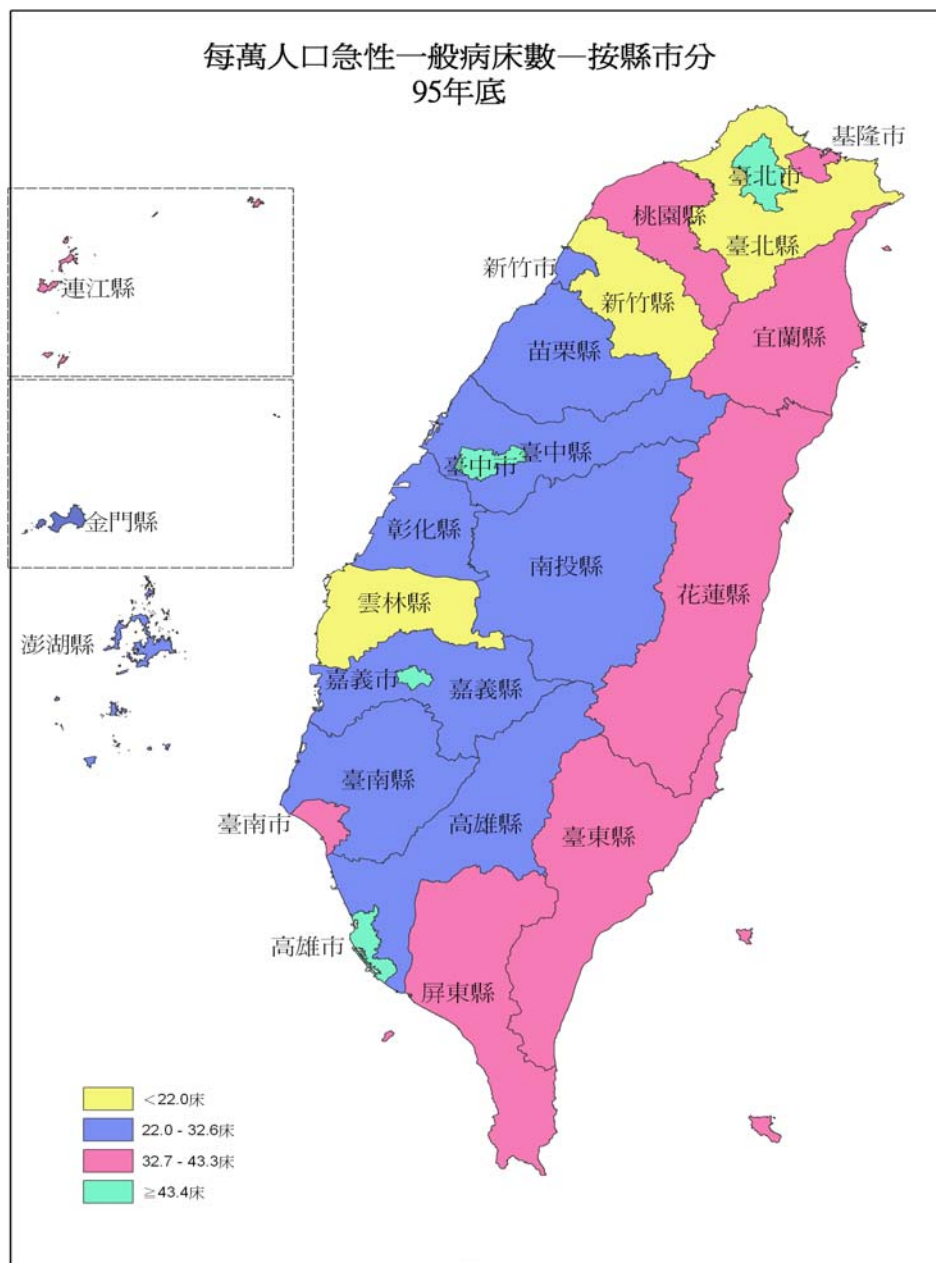 每萬人口急性一般病床數—按縣市分
95年底
基隆市
臺北市
桃園縣
臺北縣
新竹市
連江縣
新竹縣
宜蘭縣
苗栗縣
臺中縣
臺中市
金門縣
彰化縣
南投縣
花蓮縣
雲林縣
澎湖縣
嘉義市
嘉義縣
臺南縣
臺南市
高雄縣
臺東縣
高雄市
屏東縣
<22.0床
22.0 - 32.6床
32.7 - 43.3床
≧43.4床